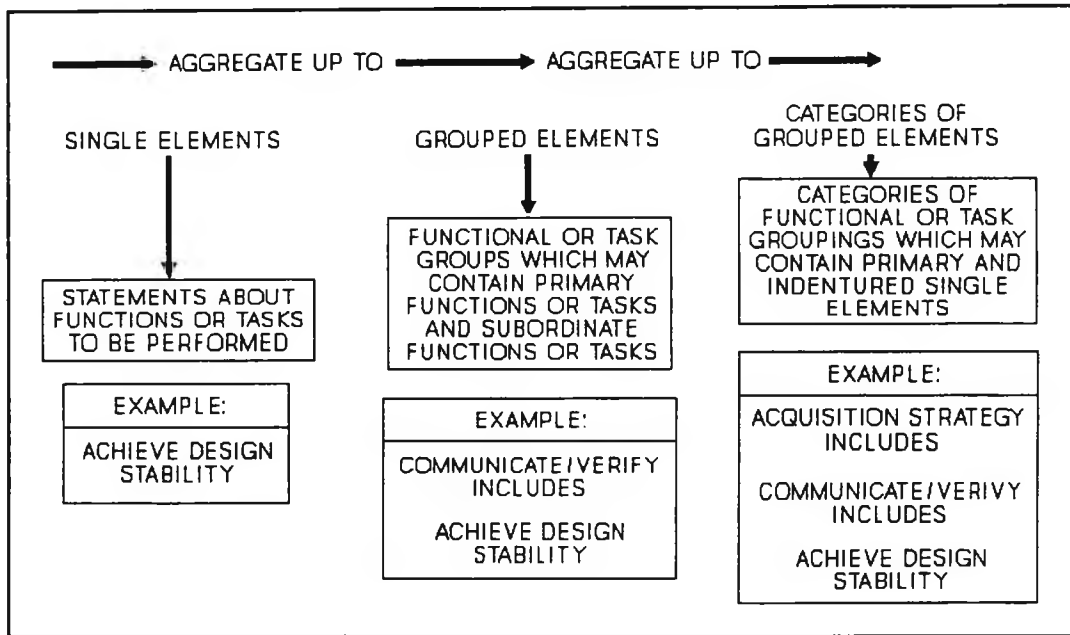 AGGREGATE UP TO AGGREGATE UP TO
SINGLE ELEMENTS
STATEMENTS ABOUT
FUNCTIONS OR TASKS
TO BE PERFORMED
EXAMPLE:
ACHIEVE DESIGN
STABILITY
GROUPED ELEMENTS
FUNCTIONAL OR TASK
GROUPS WHICH MAY
CONTAIN PRIMARY
FUNCTIONS OR TASKS
AND SUBORDINATE
FUNCTIONS OR TASKS
EXAMPLE:
COMMUNICATE/VERIFY
INCLUDES
ACHIEVE DESIGN
STABILITY
CATEGORIES OF
GROUPED ELEMENTS
CATEGORIES OF
FUNCTIONAL OR TASK
GROUPINGS WHICH MAY
CONTAIN PRIMARY AND
INDENTURED SINGLE
ELEMENTS
EXAMPLE:
ACQUISITION STRATEGY
INCLUDES
COMMUNICATE/VERIVY
INCLUDES
ACHIEVE DESIGN
STABILITY